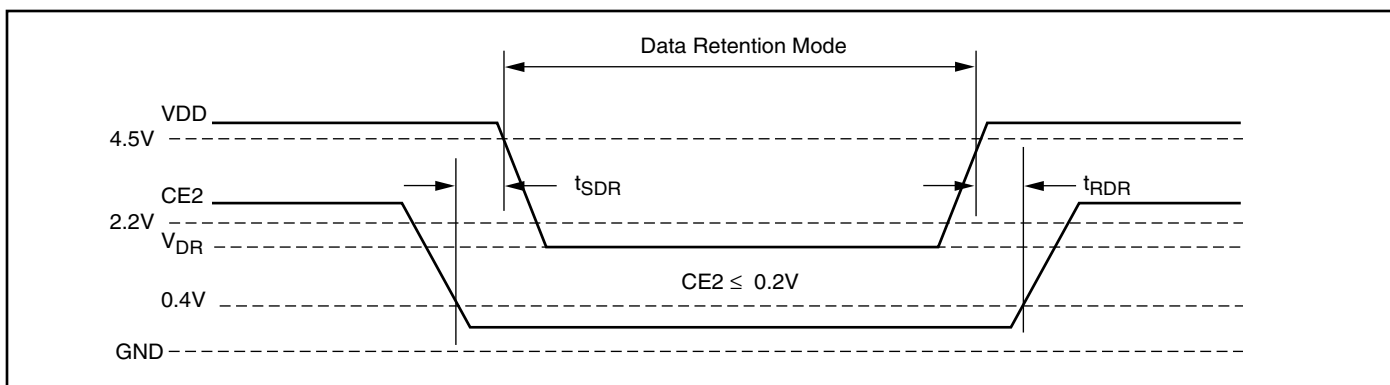 Data Retention Mode
VDD
4.5V
tSDR
tRDR
CE2
2.2V
VDR
CE2 ≤ 0.2V
0.4V
GND